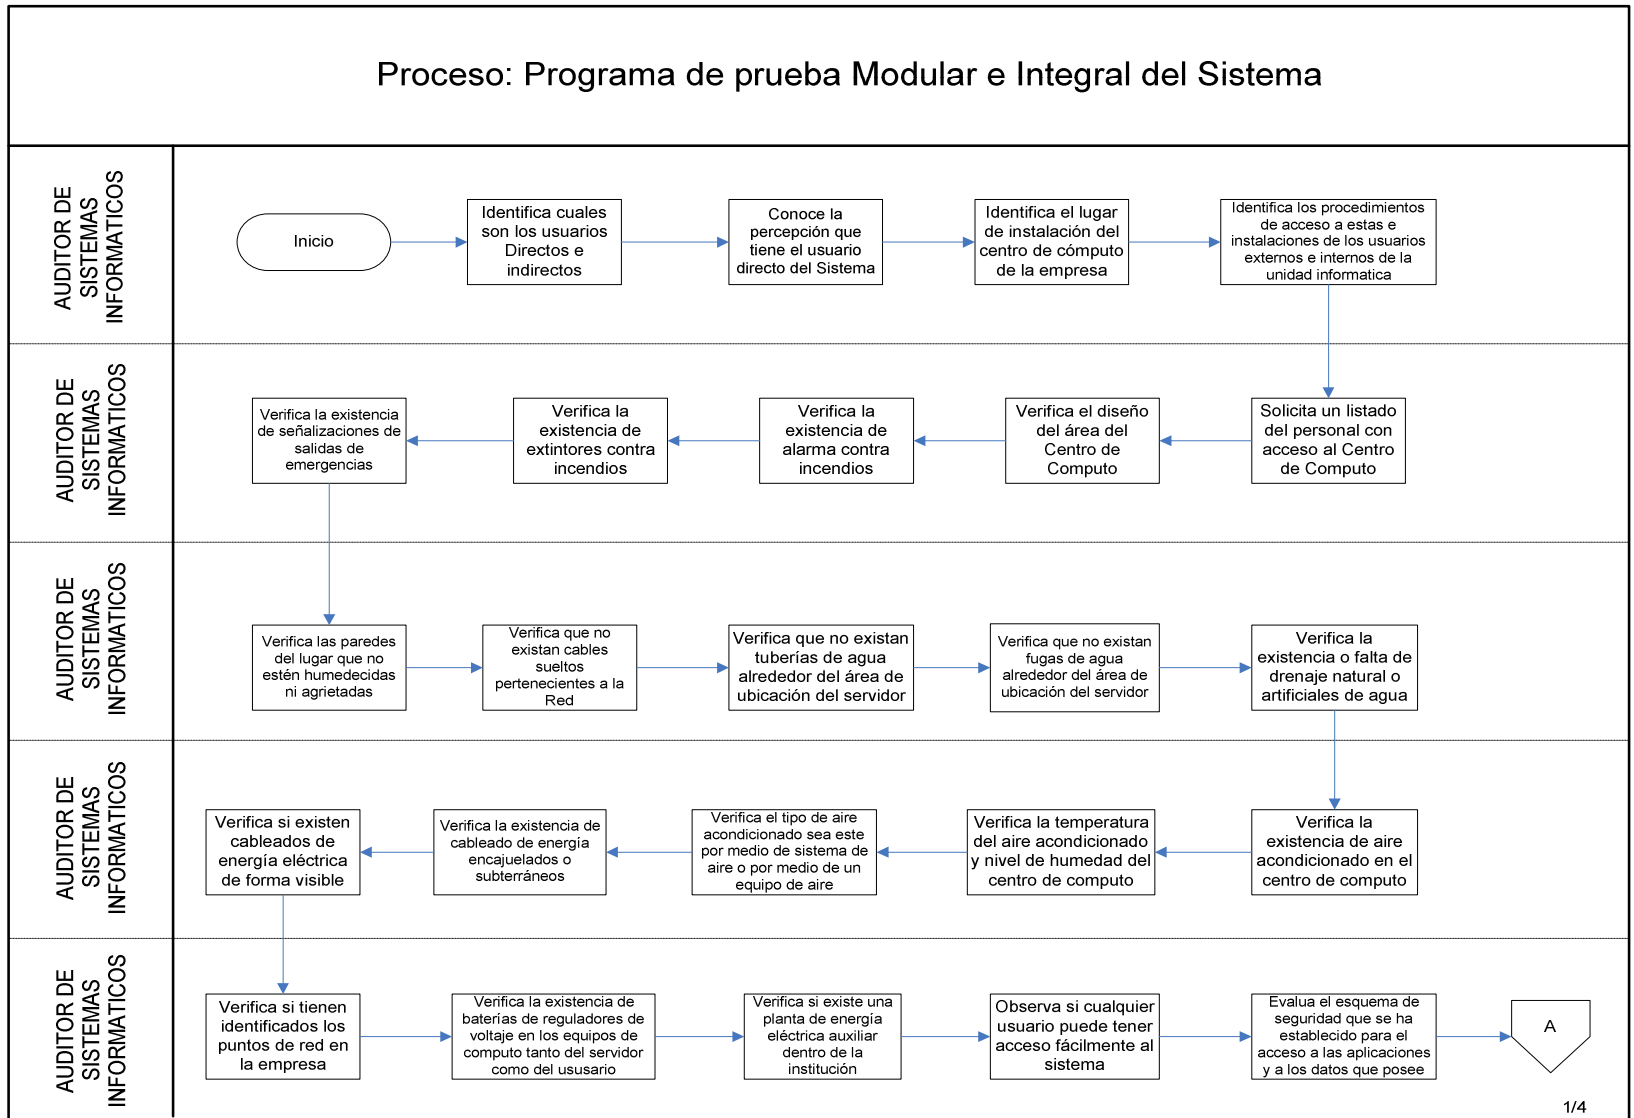 Proceso: Programa de prueba Modular e Integral del Sistema
AUDITOR DE
SISTEMAS
INFORMATICOS
Inicio
Identifica cuales
son los usuarios
Directos e
indirectos
Conoce la
percepción que
tiene el usuario
directo del Sistema
Identifica el lugar
de instalación del
centro de cómputo
de la empresa
Identifica los procedimientos
de acceso a estas e
instalaciones de los usuarios
externos e internos de la
unidad informatica
AUDITOR DE
SISTEMAS
INFORMATICOS
Solicita un listado
del personal con
acceso al Centro
de Computo
Verifica el diseño
del área del
Centro de
Computo
Verifica la
existencia de
alarma contra
incendios
Verifica la
existencia de
extintores contra
incendios
Verifica la existencia
de señalizaciones de
salidas de
emergencias
AUDITOR DE
SISTEMAS
INFORMATICOS
Verifica las paredes
del lugar que no
estén humedecidas
ni agrietadas
Verifica que no
existan cables
sueltos
pertenecientes a la
Red
Verifica que no existan
tuberías de agua
alrededor del área de
ubicación del servidor
Verifica que no existan
fugas de agua
alrededor del área de
ubicación del servidor
Verifica la
existencia o falta de
drenaje natural o
artificiales de agua
AUDITOR DE
SISTEMAS
INFORMATICOS
Verifica la
existencia de aire
acondicionado en el
centro de computo
Verifica la temperatura
del aire acondicionado
y nivel de humedad del
centro de computo
Verifica el tipo de aire
acondicionado sea este
por medio de sistema de
aire o por medio de un
equipo de aire
Verifica la existencia de
cableado de energía
encajuelados o
subterráneos
Verifica si existen
cableados de
energía eléctrica
de forma visible
AUDITOR DE
SISTEMAS
INFORMATICOS
Verifica si tienen
identificados los
puntos de red en
la empresa
Verifica la existencia de
baterías de reguladores de
voltaje en los equipos de
computo tanto del servidor
como del ususario
Verifica si existe una
planta de energía
eléctrica auxiliar
dentro de la
institución
Observa si cualquier
usuario puede tener
acceso fácilmente al
sistema
Evalua el esquema de
seguridad que se ha
establecido para el
acceso a las aplicaciones
y a los datos que posee
A
1/4